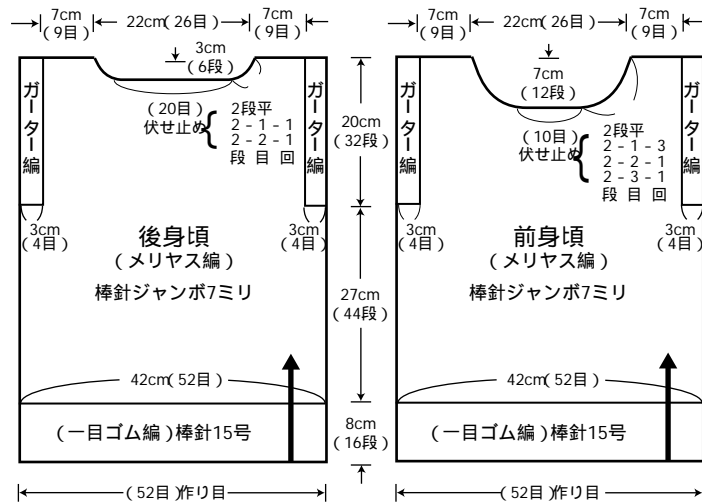 7cm
(9目)
22cm(26目)
7cm
(9目)
3cm
(6段)
ガーター編
ガーター編
(20目)
伏せ止め
2段平
2-1-1
2-2-1
段目回
3cm
(4目)
3cm
(4目)
後身頃
(メリヤス編)
棒針ジャンボ7ミリ
42cm(52目)
(一目ゴム編)棒針15号
(52目)作り目
20cm
(32段)
27cm
(44段)
8cm
(16段)
7cm
(9目)
22cm(26目)
7cm
(9目)
7cm
(12段)
ガーター編
ガーター編
(10目)
伏せ止め
2段平
2-1-3
2-2-1
2-3-1
段目回
3cm
(4目)
3cm
(4目)
前身頃
(メリヤス編)
棒針ジャンボ7ミリ
42cm(52目)
(一目ゴム編)棒針15号
(52目)作り目